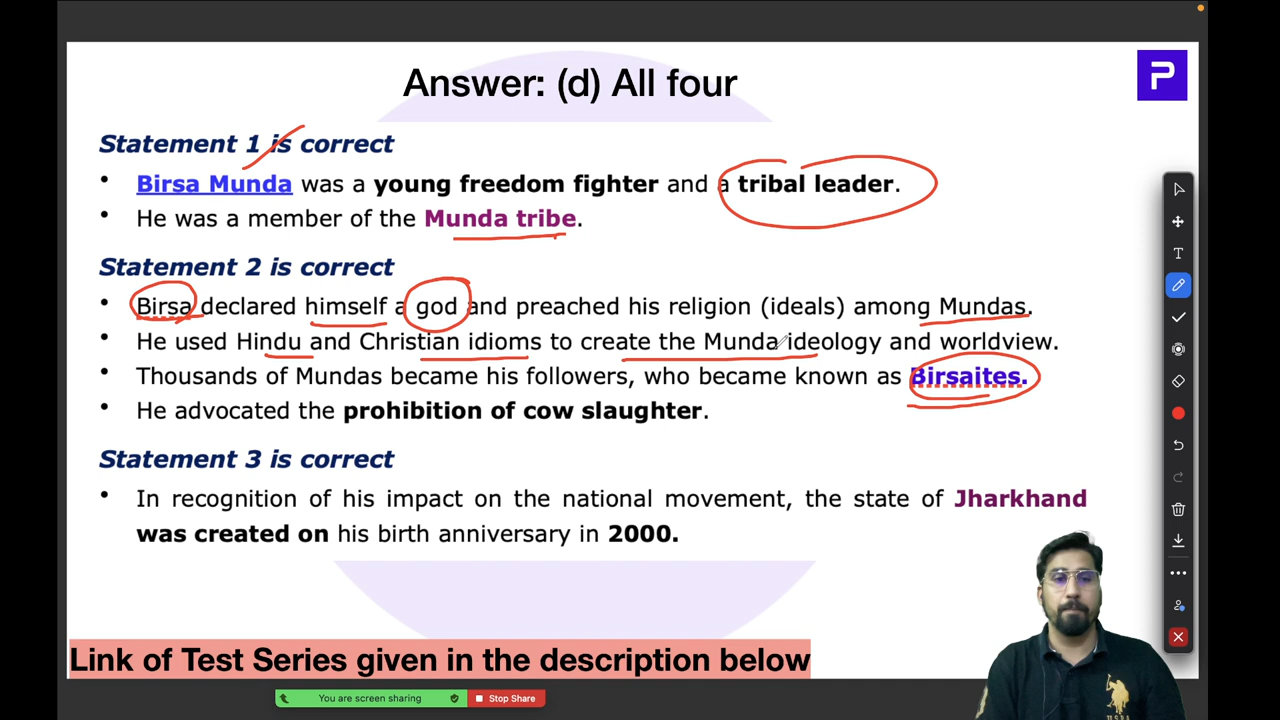 Answer: (d) All four
P
Statement 1 is correct
• Birsa Munda was a young freedom fighter and a tribal leader.
• He was a member of the Munda tribe.
Statement 2 is correct
• Birsa declared himself a god and preached his religion (ideals) among Mundas.
• He used Hindu and Christian idioms to create the Munda ideology and worldview.
• Thousands of Mundas became his followers, who became known as Birsaites.
• He advocated the prohibition of cow slaughter.
Statement 3 is correct
• In recognition of his impact on the national movement, the state of Jharkhand
was created on his birth anniversary in 2000.
Link of Test Series given in the description below
You are screen sharing
Stop Share
T